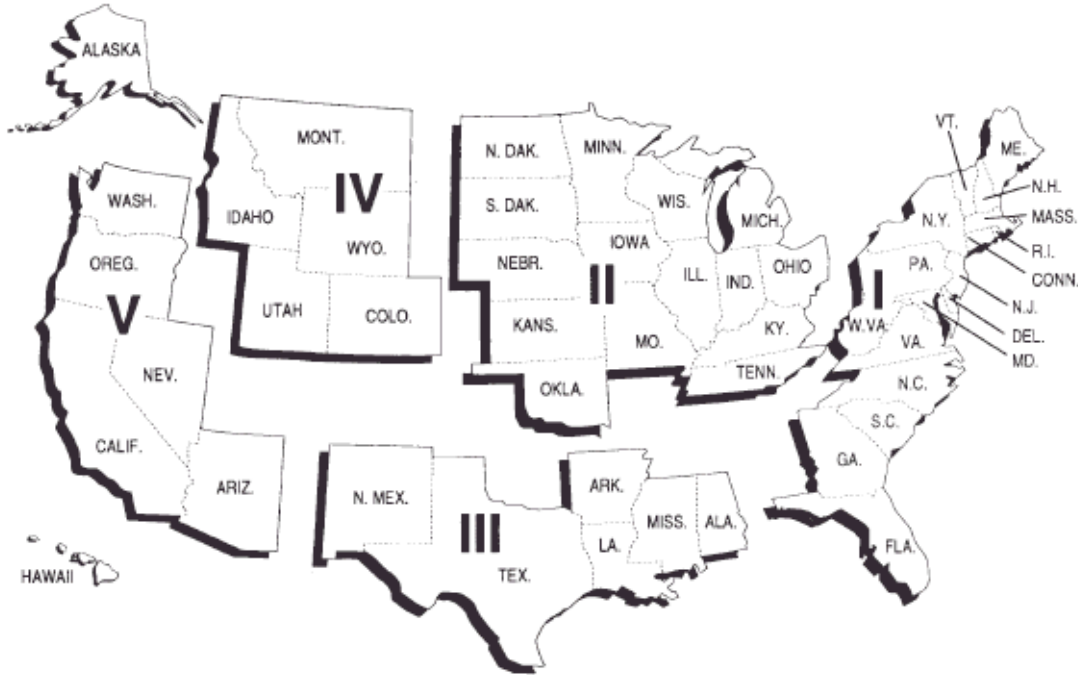 ALASKA
MONT.
IV
IDAHO
WYO.
UTAH
COLO.
WASH.
OREG.
V
NEV.
CALIF.
ARIZ.
HAWAII
N. DAK.
MINN.
S. DAK.
WIS.
MICH.
NEBR.
IOWA
II
ILL.
IND.
OHIO
KANS.
MO.
KY.
TENN.
OKLA.
N. MEX.
III
TEX.
ARK.
LA.
MISS.
ALA.
VT.
ME.
N.H.
MASS.
N.Y.
R.I.
CONN.
PA.
I
N.J.
DEL.
MD.
W.VA.
VA.
N.C.
S.C.
GA.
FLA.